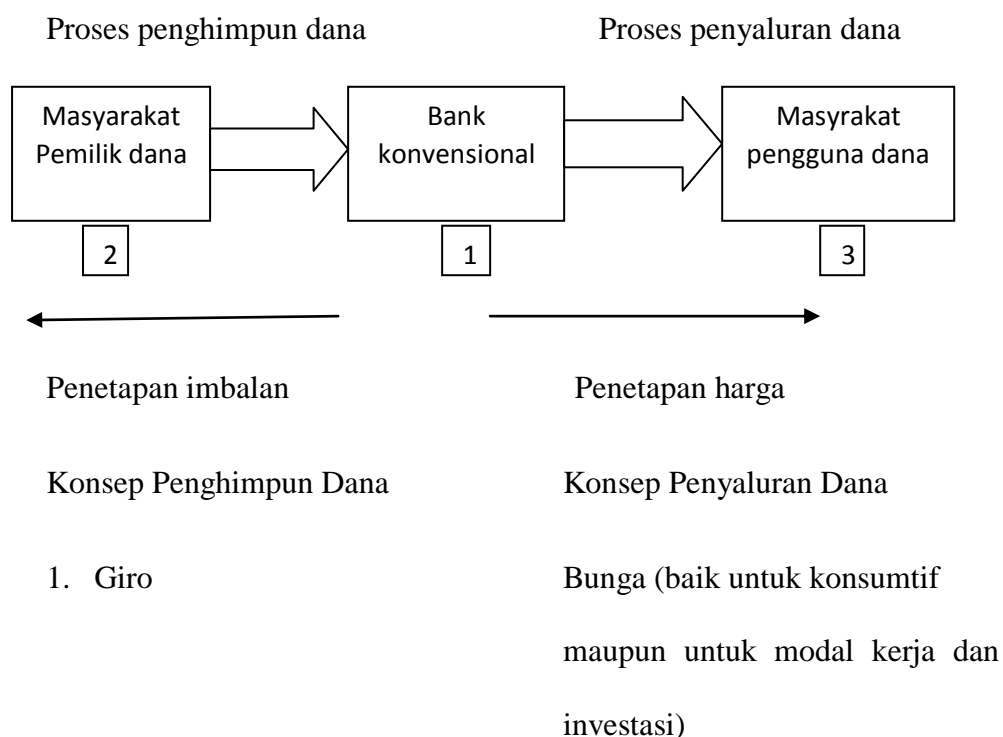 Proses penghimpun dana
Proses penyaluran dana
Masyarakat
Pemilik dana
Bank
konvensional
Masyrakat
pengguna dana
2
1
3
Penetapan imbalan
Penetapan harga
Konsep Penghimpun Dana
Konsep Penyaluran Dana
1. Giro
Bunga (baik untuk konsumtif
maupun untuk modal kerja dan
investasi)